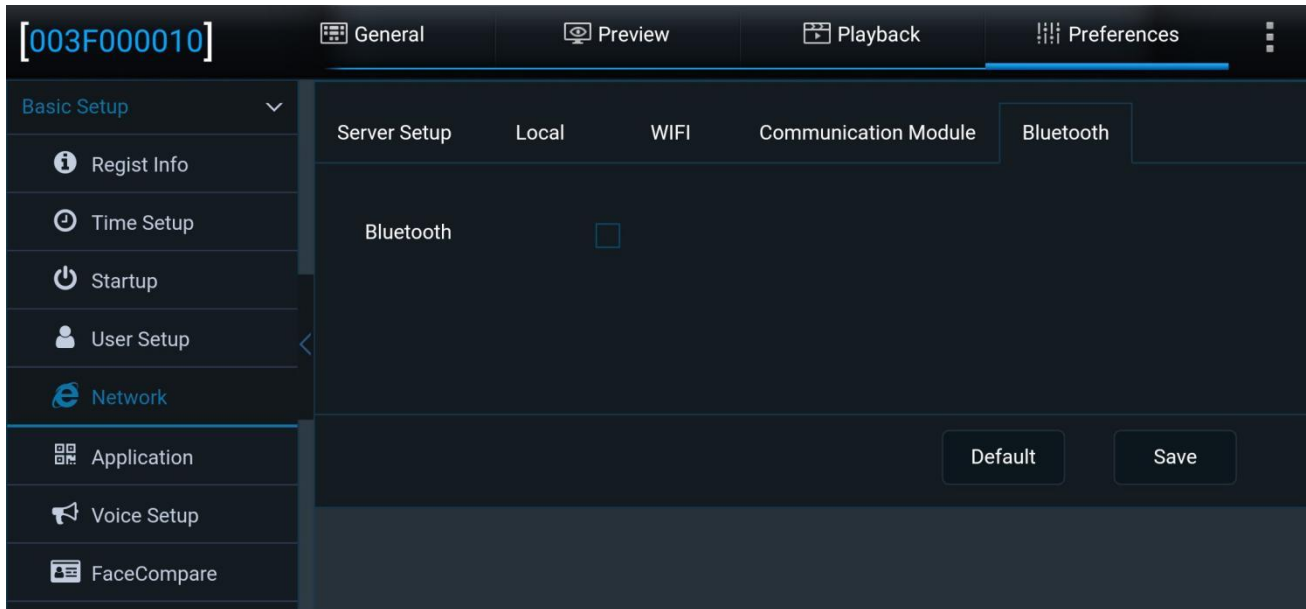 [003F000010]
General
Preview
Playback
Preferences
Basic Setup
Regist Info
Time Setup
Startup
User Setup
Network
Application
Voice Setup
FaceCompare
Server Setup
Local
WIFI
Communication Module
Bluetooth
Bluetooth
Default
Save